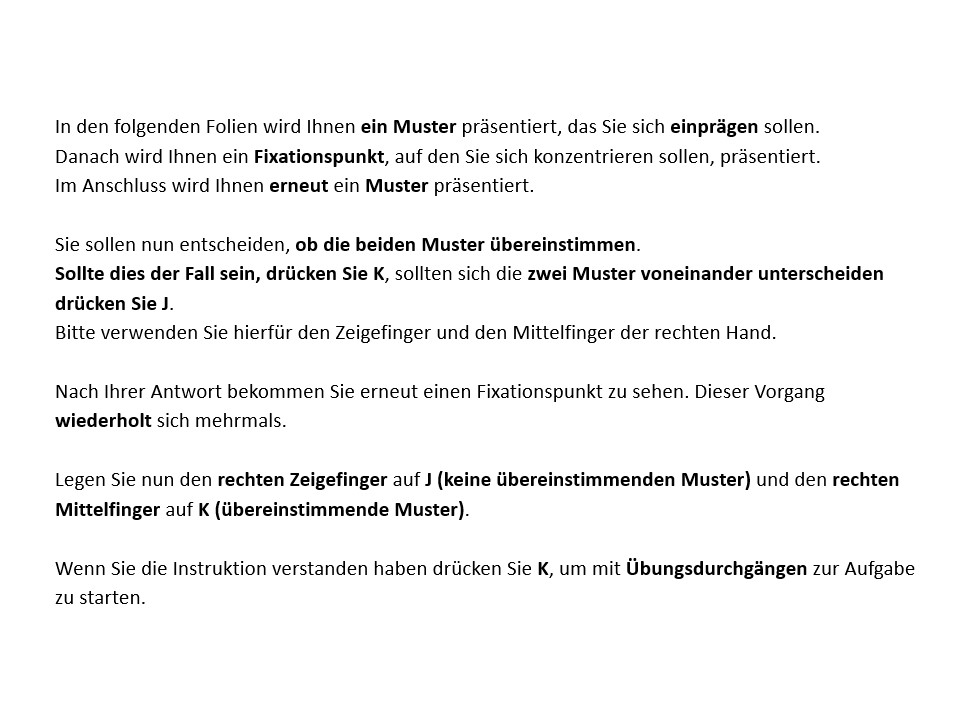 In den folgenden Folien wird Ihnen ein Muster präsentiert, das Sie sich einprägen sollen.
Danach wird Ihnen ein Fixationspunkt, auf den Sie sich konzentrieren sollen, präsentiert.
Im Anschluss wird Ihnen erneut ein Muster präsentiert.
Sie sollen nun entscheiden, ob die beiden Muster übereinstimmen.
Sollte dies der Fall sein, drücken Sie K, sollten sich die zwei Muster voneinander unterscheiden
drücken Sie J.
Bitte verwenden Sie hierfür den Zeigefinger und den Mittelfinger der rechten Hand.
Nach Ihrer Antwort bekommen Sie erneut einen Fixationspunkt zu sehen. Dieser Vorgang
wiederholt sich mehrmals.
Legen Sie nun den rechten Zeigefinger auf J (keine übereinstimmenden Muster) und den rechten
Mittelfinger auf K (übereinstimmende Muster).
Wenn Sie die Instruktion verstanden haben drücken Sie K, um mit Übungsdurchgängen zur Aufgabe
zu starten.